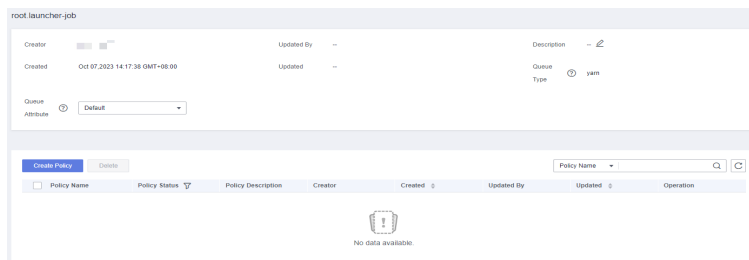 root.launcher-job
Creator Updated By -- Description --
Created Oct 07,2023 14:17:38 GMT+08:00 Updated -- Queue Type ? yarn
Queue Attribute ? Default
Create Policy Delete Policy Name
Policy Name Policy Status Policy Description Creator Created Updated By Updated Operation
No data available.